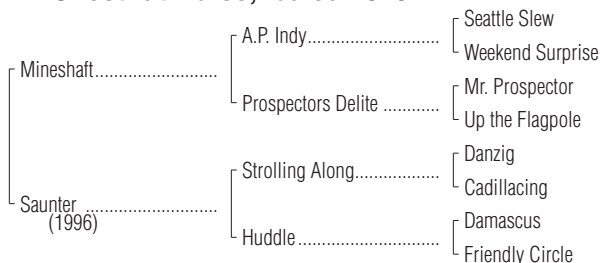 Seattle Slew
A.P. Indy
Weekend Surprise
Mineshaft
Mr. Prospector
Prospectors Delite
Up the Flagpole
Danzig
Strolling Along
Cadillacing
Saunter
(1996)
Damascus
Huddle
Friendly Circle